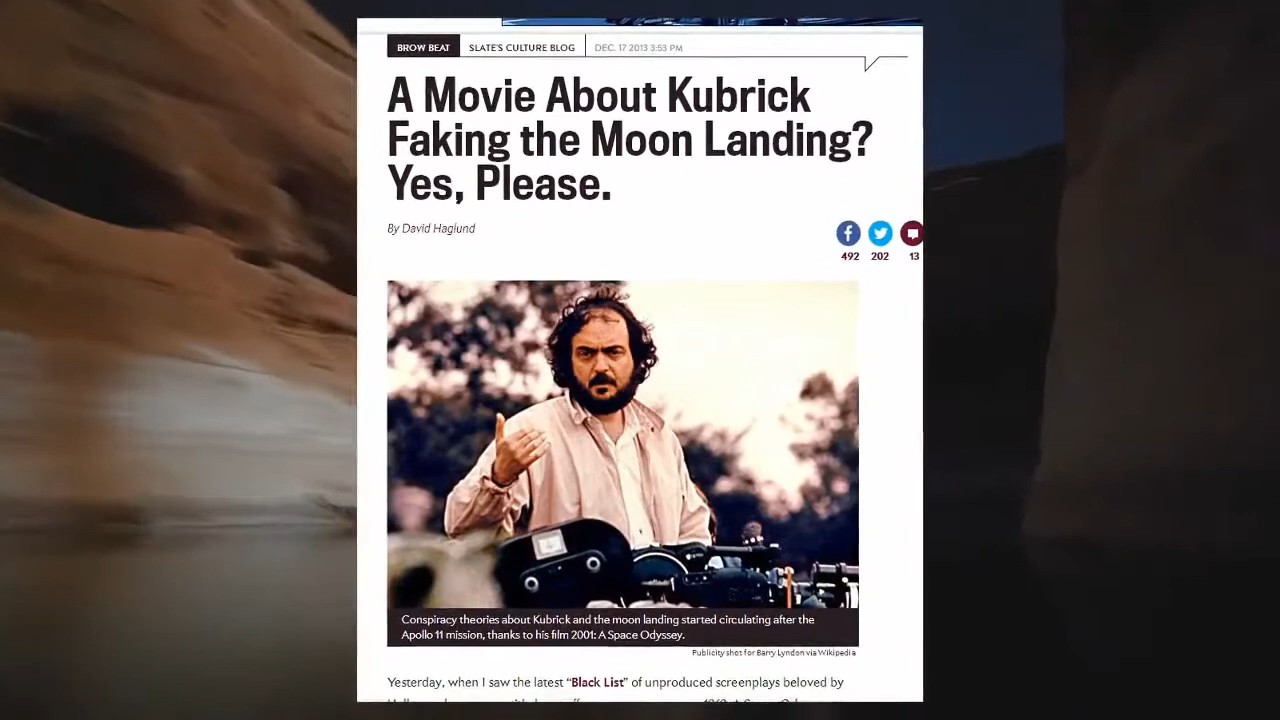 BROW BEAT SLATE'S CULTURE BLOG DEC. 17 2013 3:53 PM
A Movie About Kubrick
Faking the Moon Landing?
Yes, Please.
By David Haglund
492 202 13
Conspiracy theories about Kubrick and the moon landing started circulating after the
Apollo 11 mission, thanks to his film 2001: A Space Odyssey.
Publicity shot for Barry Lyndon via Wikipedia
Yesterday, when I saw the latest “Black List” of unproduced screenplays beloved by